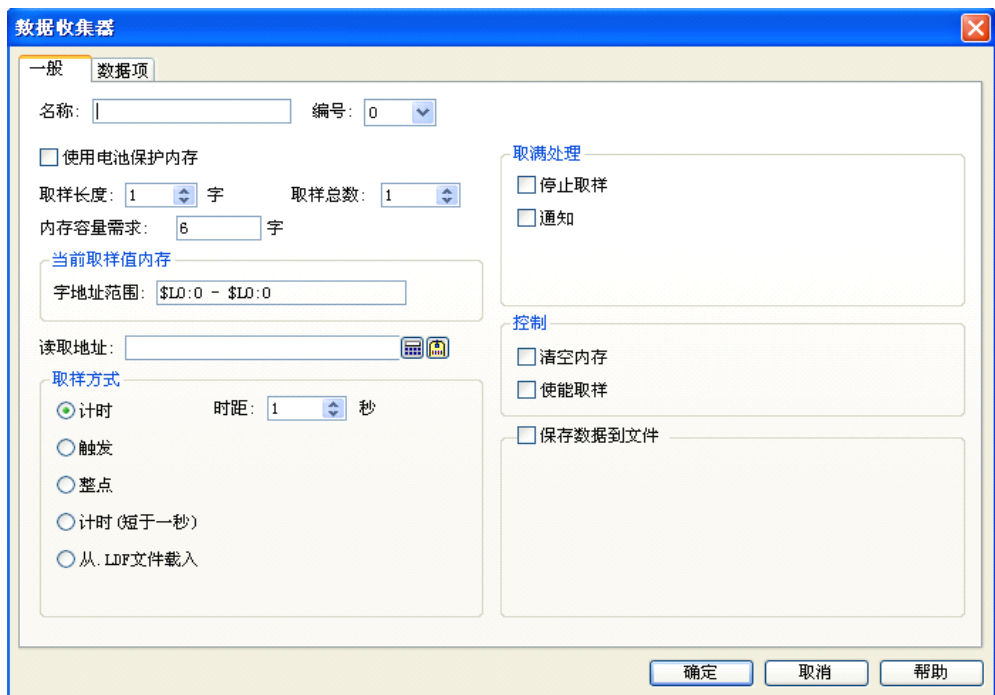 数据收集器
一般 数据项
名称: 编号: 0
使用电池保护内存
取样长度: 1 字 取样总数: 1
内存容量需求: 6 字
当前取样值内存
字地址范围: $L0:0 - $L0:0
读取地址:
取样方式
计时 时距: 1 秒
触发
整点
计时(短于一秒)
从.LDF文件载入
取满处理
停止取样
通知
控制
清空内存
使能取样
保存数据到文件
确定 取消 帮助